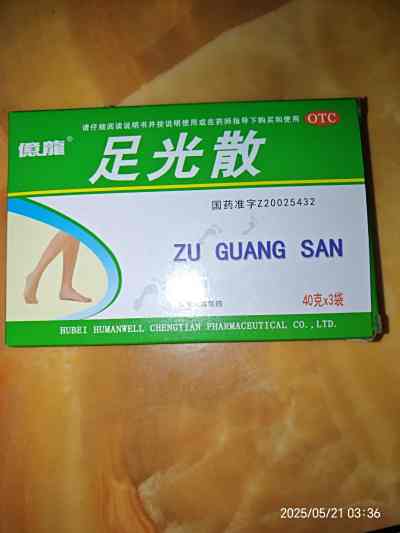 请仔细阅读说明书并按说明使用或在药师指导下购买和使用
OTC
億龍®
足光散
国药准字Z20025432
ZU GUANG SAN
40克x3袋
HUBEI HUMANWELL CHENGTIAN PHARMACEUTICAL CO.,LTD.
2025/05/21 03:36